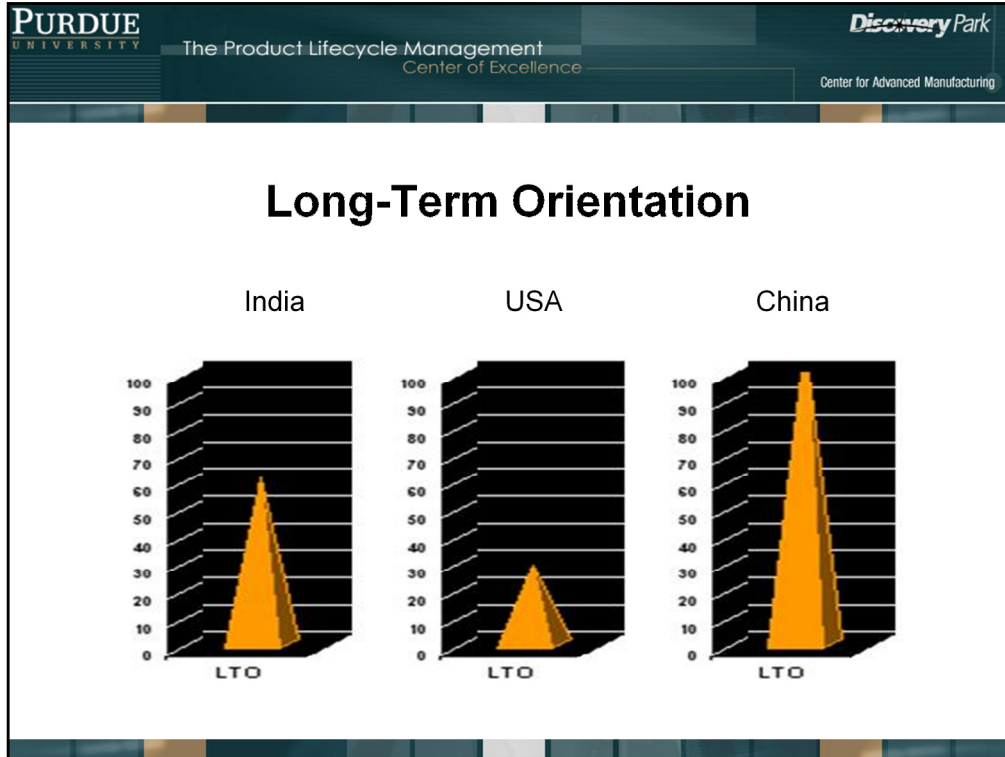 PURDUE
UNIVERSITY
The Product Lifecycle Management
Center of Excellence
Discovery Park
Center for Advanced Manufacturing
Long-Term Orientation
India
USA
China
100
90
80
70
60
50
40
30
20
10
0
LTO
100
90
80
70
60
50
40
30
20
10
0
LTO
100
90
80
70
60
50
40
30
20
10
0
LTO